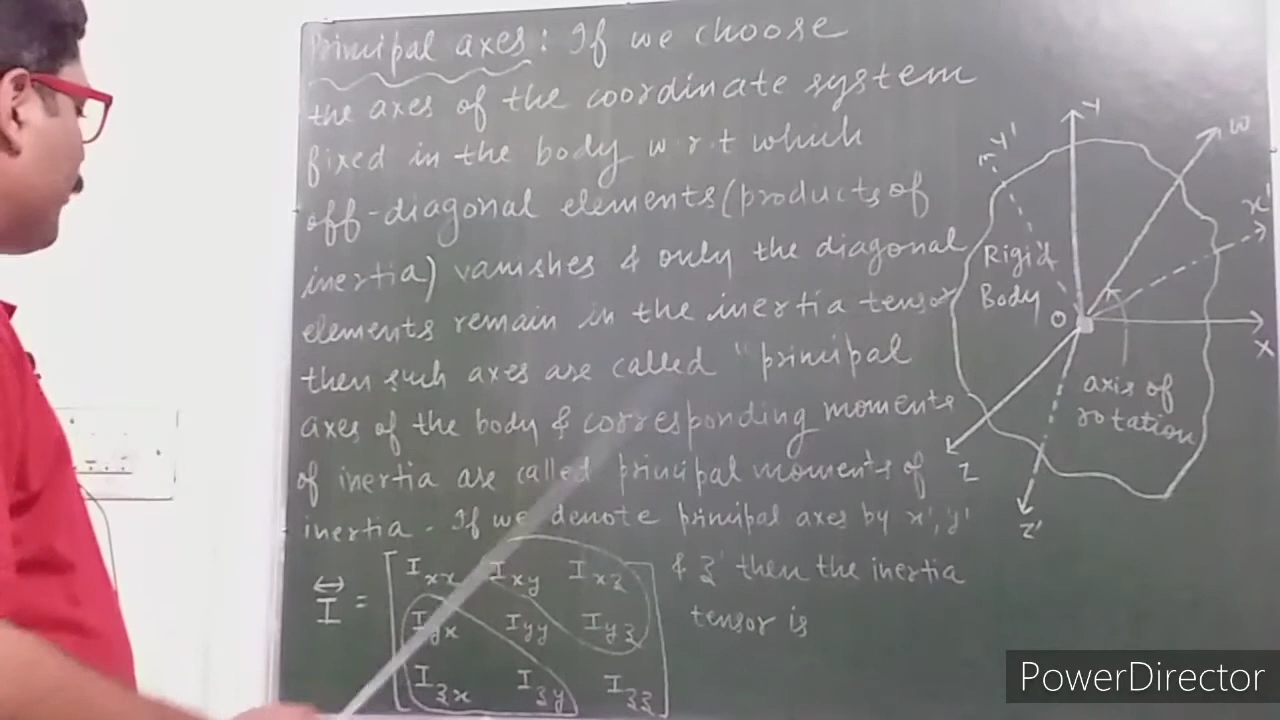 Principal axes: If we choose
the axes of the coordinate system
fixed in the body w.r.t which
off-diagonal elements (products of
inertia) vanishes & only the diagonal
elements remain in the inertia tensor
then such axes are called "principal
axes of the body & corresponding moments
of inertia are called principal moments of
inertia. If we denote principal axes by x', y'
& z' then the inertia
tensor is
I =
Ixx Ixy Ixz
Iyx Iyy Iyz
Izx Izy Izz
Y
Y'
ω
x'
Rigid
Body
O
X
axis of
rotation
Z
Z'
PowerDirector